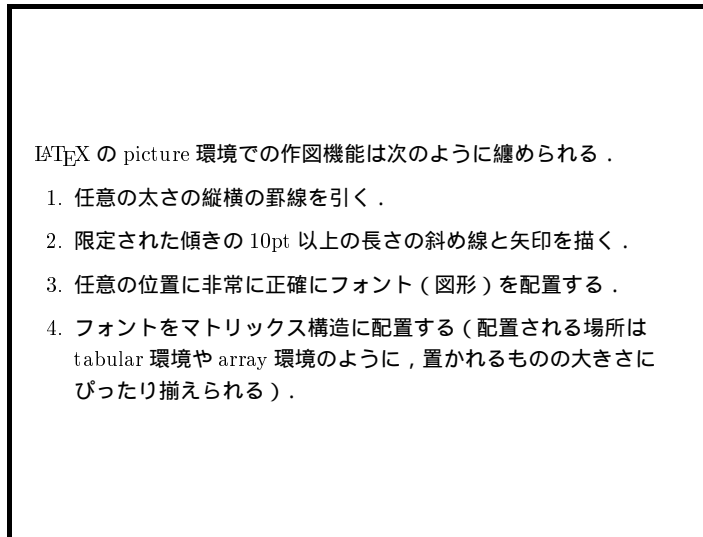 LATEX の picture 環境での作図機能は次のように纏められる．
1. 任意の太さの縦横の罫線を引く．
2. 限定された傾きの 10pt 以上の長さの斜め線と矢印を描く．
3. 任意の位置に非常に正確にフォント（図形）を配置する．
4. フォントをマトリックス構造に配置する（配置される場所は
tabular 環境や array 環境のように，置かれるものの大きさに
ぴったり揃えられる）．